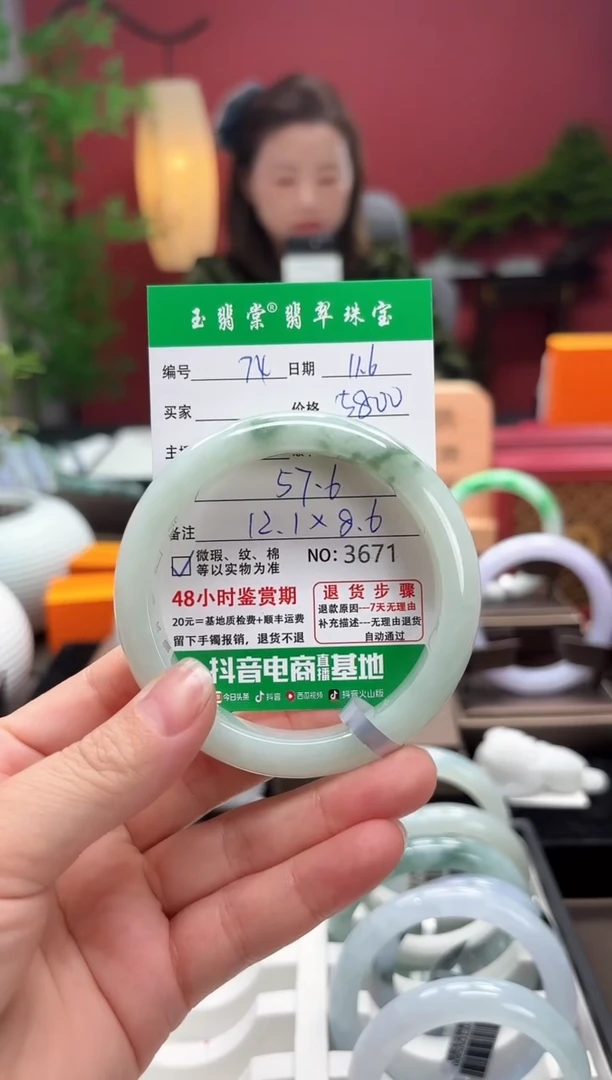 玉翡棠®翡翠珠宝
编号 74 日期 11.6
买家 价格 5800
57.6
备注 12.1×8.6
微瑕、纹、棉
等以实物为准
NO: 3671
48小时鉴赏期
20元=基地质检费+顺丰运费
留下手镯报销，退货不退
退货步骤
退款原因---7天无理由
补充描述---无理由退货
自动通过
抖音电商直播基地
今日头条 抖音 西瓜视频 抖音火山版